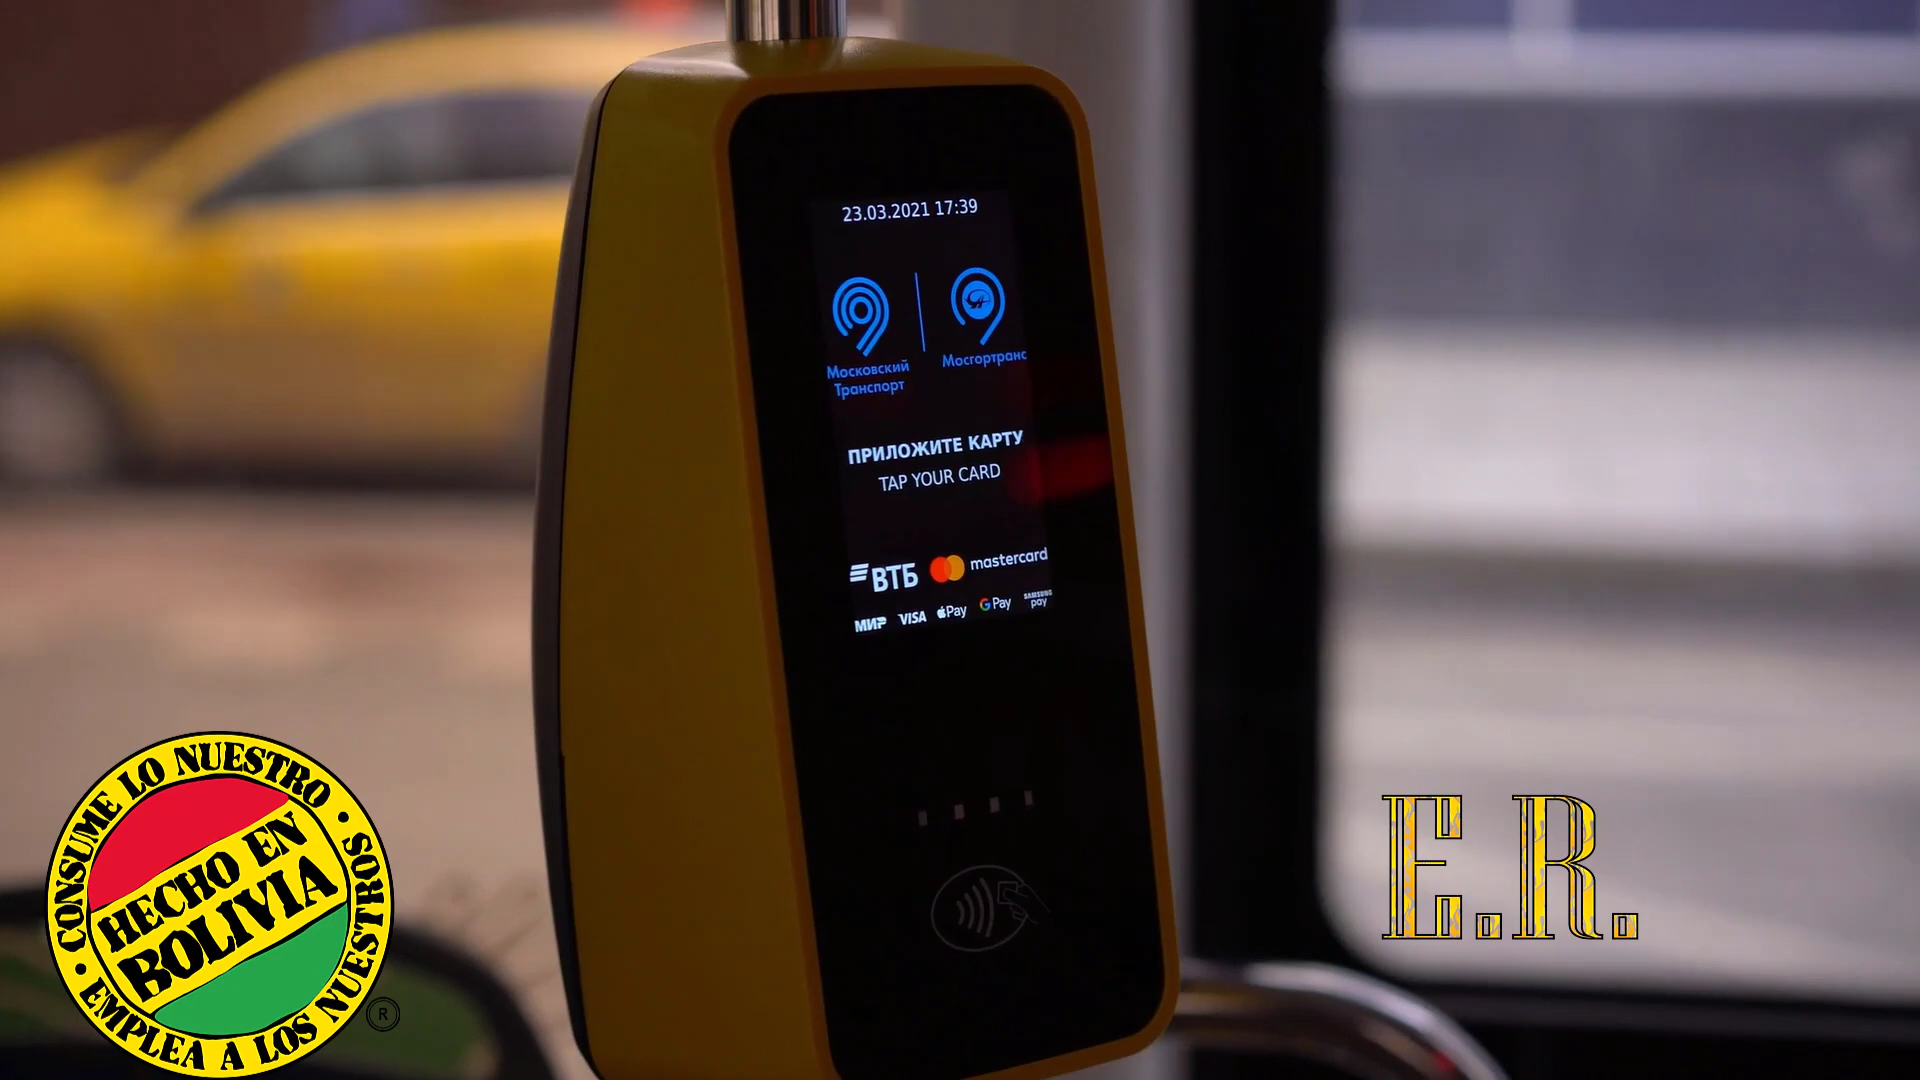 23.03.2021 17:39
Московский
Транспорт
Мосгортранс
ПРИЛОЖИТЕ КАРТУ
TAP YOUR CARD
ВТБ mastercard
МИР VISA Pay G Pay SAMSUNG pay
CONSUME LO NUESTRO
HECHO EN
BOLIVIA
EMPLEA A LOS NUESTROS
®
E.R.